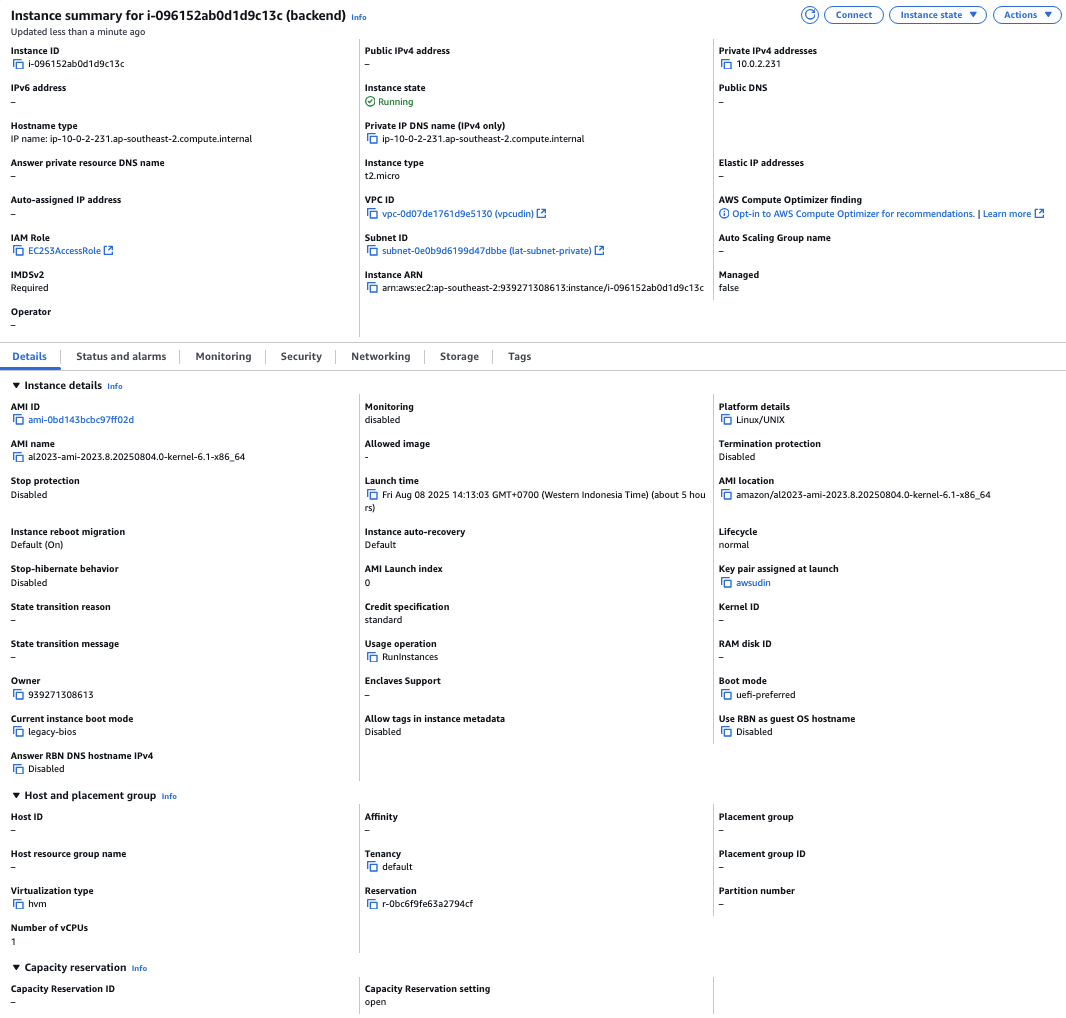 Instance summary for i-096152ab0d1d9c13c (backend) Info
Connect
Instance state
Actions
Updated less than a minute ago
Instance ID
i-096152ab0d1d9c13c
Public IPv4 address
–
Private IPv4 addresses
10.0.2.231
IPv6 address
–
Instance state
Running
Public DNS
–
Hostname type
IP name: ip-10-0-2-231.ap-southeast-2.compute.internal
Private IP DNS name (IPv4 only)
ip-10-0-2-231.ap-southeast-2.compute.internal
Answer private resource DNS name
–
Instance type
t2.micro
Elastic IP addresses
–
Auto-assigned IP address
–
VPC ID
vpc-0d07de1761d9e5130 (vpcudin)
AWS Compute Optimizer finding
Opt-in to AWS Compute Optimizer for recommendations. | Learn more
IAM Role
EC2S3AccessRole
Subnet ID
subnet-0e0b9d6199d47dbbe (lat-subnet-private)
Auto Scaling Group name
–
IMDSv2
Required
Instance ARN
arn:aws:ec2:ap-southeast-2:939271308613:instance/i-096152ab0d1d9c13c
Managed
false
Operator
–
Details
Status and alarms
Monitoring
Security
Networking
Storage
Tags
Instance details Info
AMI ID
ami-0bd143bcbc97ff02d
Monitoring
disabled
Platform details
Linux/UNIX
AMI name
al2023-ami-2023.8.20250804.0-kernel-6.1-x86_64
Allowed image
-
Termination protection
Disabled
Stop protection
Disabled
Launch time
Fri Aug 08 2025 14:13:03 GMT+0700 (Western Indonesia Time) (about 5 hou
rs)
AMI location
amazon/al2023-ami-2023.8.20250804.0-kernel-6.1-x86_64
Instance reboot migration
Default (On)
Instance auto-recovery
Default
Lifecycle
normal
Stop-hibernate behavior
Disabled
AMI Launch index
0
Key pair assigned at launch
awsudin
State transition reason
–
Credit specification
standard
Kernel ID
–
State transition message
–
Usage operation
RunInstances
RAM disk ID
–
Owner
939271308613
Enclaves Support
–
Boot mode
uefi-preferred
Current instance boot mode
legacy-bios
Allow tags in instance metadata
Disabled
Use RBN as guest OS hostname
Disabled
Answer RBN DNS hostname IPv4
Disabled
Host and placement group Info
Host ID
–
Affinity
–
Placement group
–
Host resource group name
–
Tenancy
default
Placement group ID
–
Virtualization type
hvm
Reservation
r-0bc6f9fe63a2794cf
Partition number
–
Number of vCPUs
1
Capacity reservation Info
Capacity Reservation ID
–
Capacity Reservation setting
open